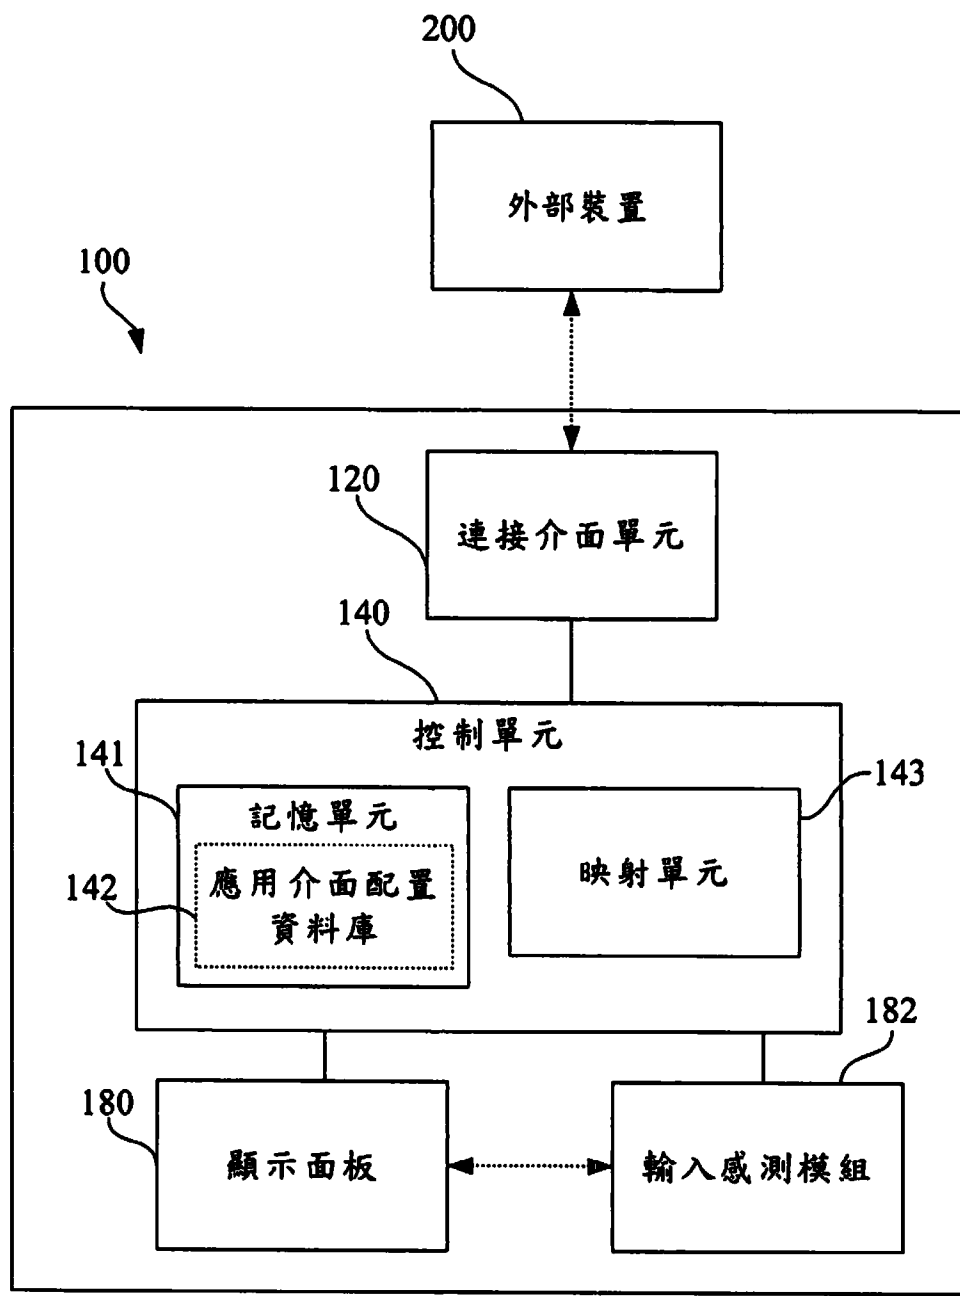 200
外部裝置
100
120
連接介面單元
140
控制單元
141
143
記憶單元
142
應用介面配置
資料庫
映射單元
182
180
顯示面板
輸入感測模組